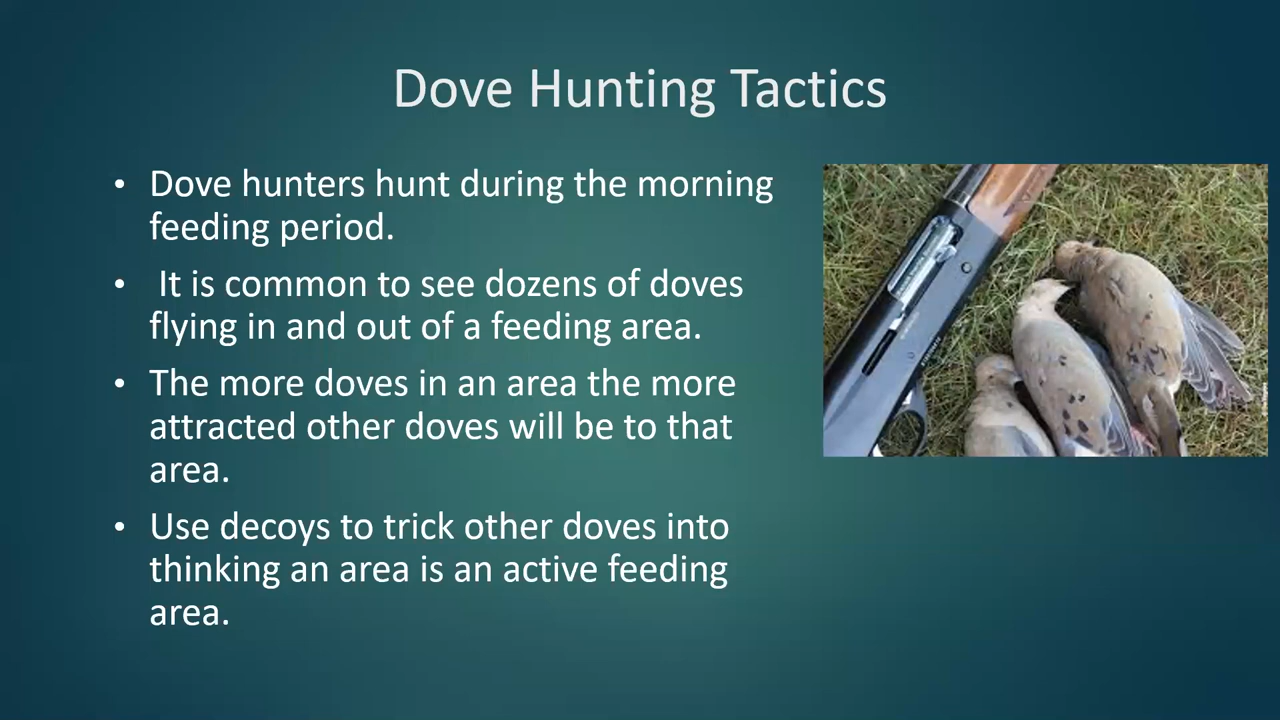 Dove Hunting Tactics
• Dove hunters hunt during the morning
feeding period.
• It is common to see dozens of doves
flying in and out of a feeding area.
• The more doves in an area the more
attracted other doves will be to that
area.
• Use decoys to trick other doves into
thinking an area is an active feeding
area.